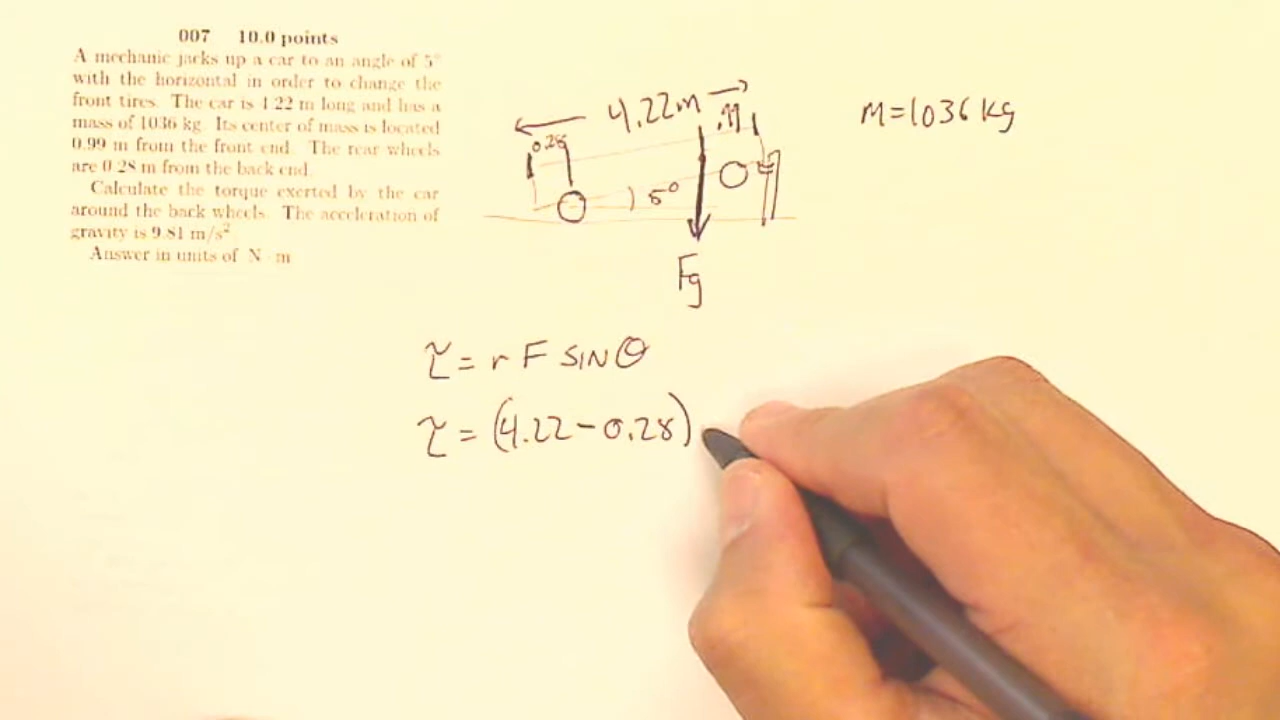 007 10.0 points
A mechanic jacks up a car to an angle of 5°
with the horizontal in order to change the
front tires. The car is 4.22 m long and has a
mass of 1036 kg. Its center of mass is located
0.99 m from the front end. The rear wheels
are 0.28 m from the back end.
Calculate the torque exerted by the car
around the back wheels. The acceleration of
gravity is 9.81 m/s²
Answer in units of N · m
4.22m
.99
M=1036 kg
0.28
5°
Fg
τ = r F SIN θ
τ = (4.22 - 0.28)